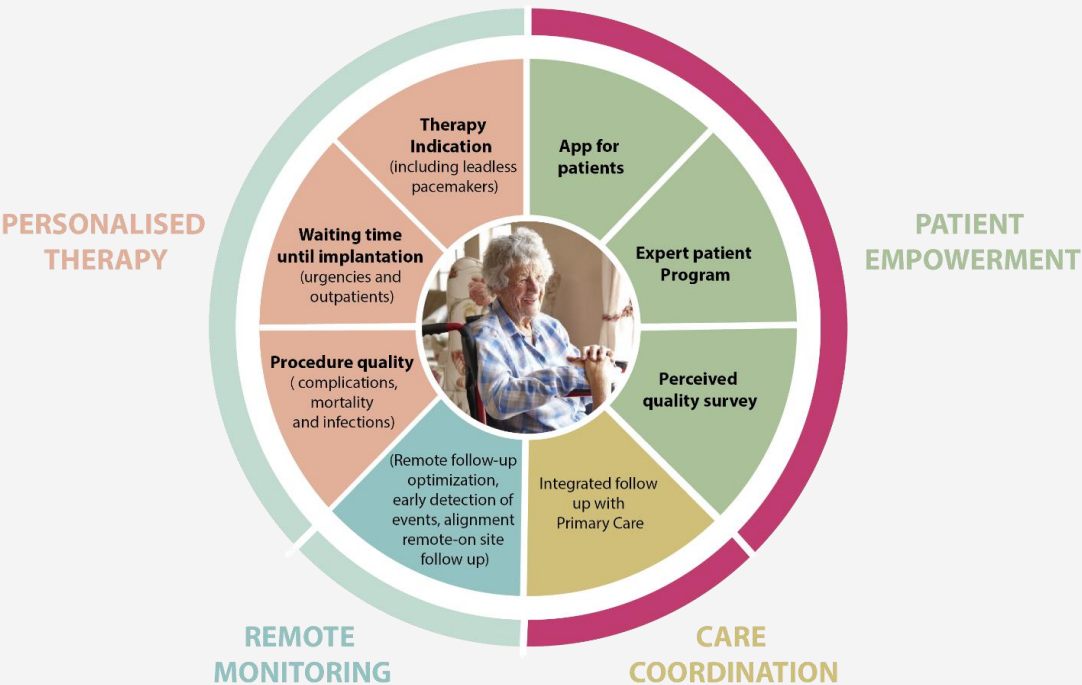 Therapy
Indication
(including leadless
pacemakers)
App for
patients
PERSONALISED
THERAPY
Waiting time
until implantation
(urgencies and
outpatients)
Expert patient
Program
PATIENT
EMPOWERMENT
Procedure quality
( complications,
mortality
and infections)
Perceived
quality survey
(Remote follow-up
optimization,
early detection of
events, alignment
remote-on site
follow up)
Integrated follow
up with
Primary Care
REMOTE
MONITORING
CARE
COORDINATION